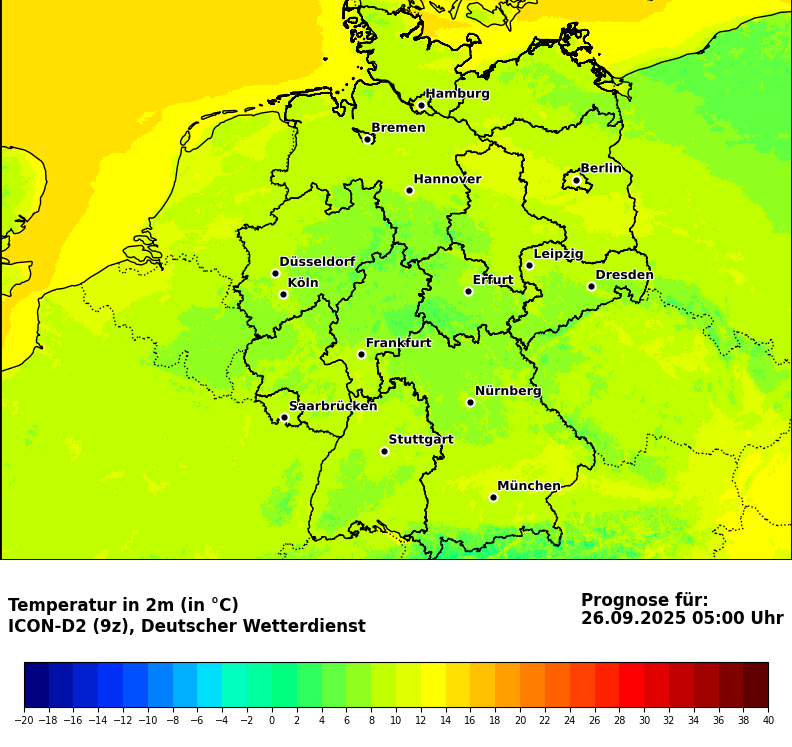 Hamburg
Bremen
Berlin
Hannover
Leipzig
Düsseldorf
Dresden
Köln
Erfurt
Frankfurt
Nürnberg
Saarbrücken
Stuttgart
München
Temperatur in 2m (in °C)
ICON-D2 (9z), Deutscher Wetterdienst
Prognose für:
26.09.2025 05:00 Uhr
−20 −18 −16 −14 −12 −10 −8 −6 −4 −2 0 2 4 6 8 10 12 14 16 18 20 22 24 26 28 30 32 34 36 38 40